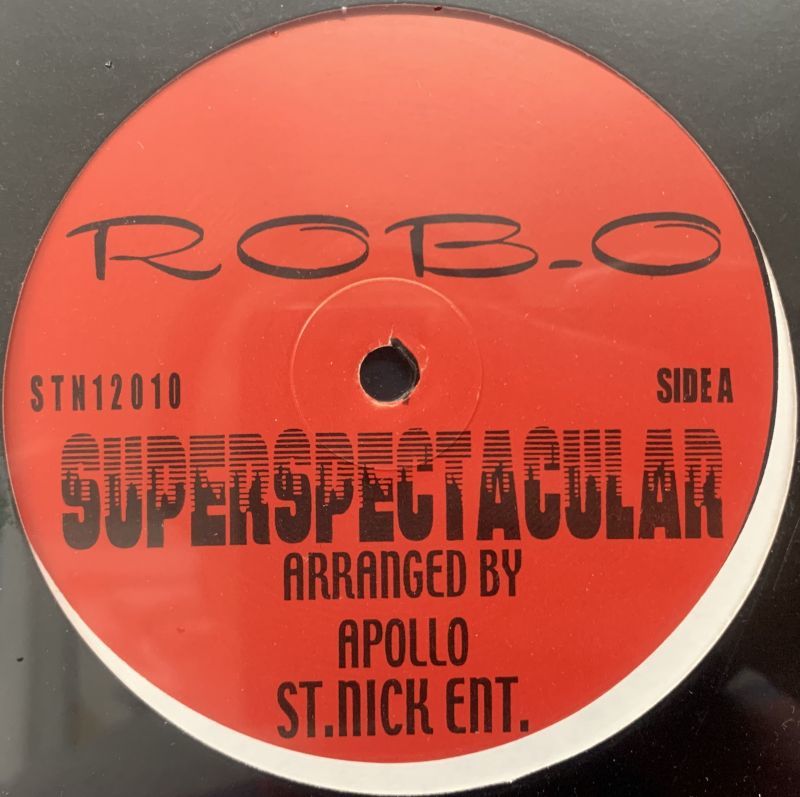 ROB-O
STN12010
SIDE A
SUPERSPECTACULAR
ARRANGED BY
APOLLO
ST.NICK ENT.